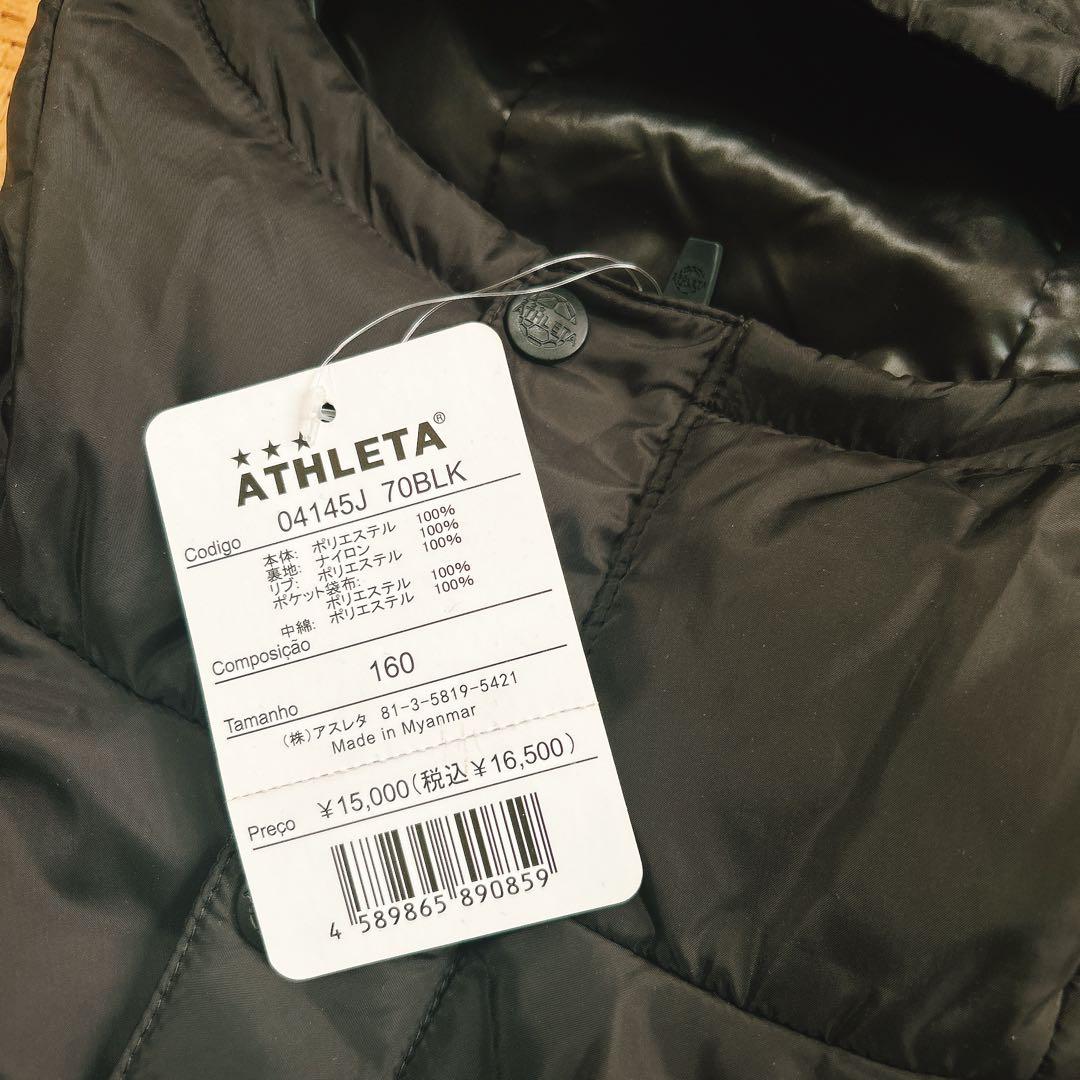 ATHLETA
ATHLETA®
04145J 70BLK
Codigo
本体: ポリエステル 100%
裏地: ナイロン 100%
リブ: ポリエステル 100%
ポケット袋布:
ポリエステル 100%
中綿: ポリエステル 100%
Composição
160
Tamanho
(株)アスレタ 81-3-5819-5421
Made in Myanmar
¥15,000(税込¥16,500)
Preço
4 589865 890859